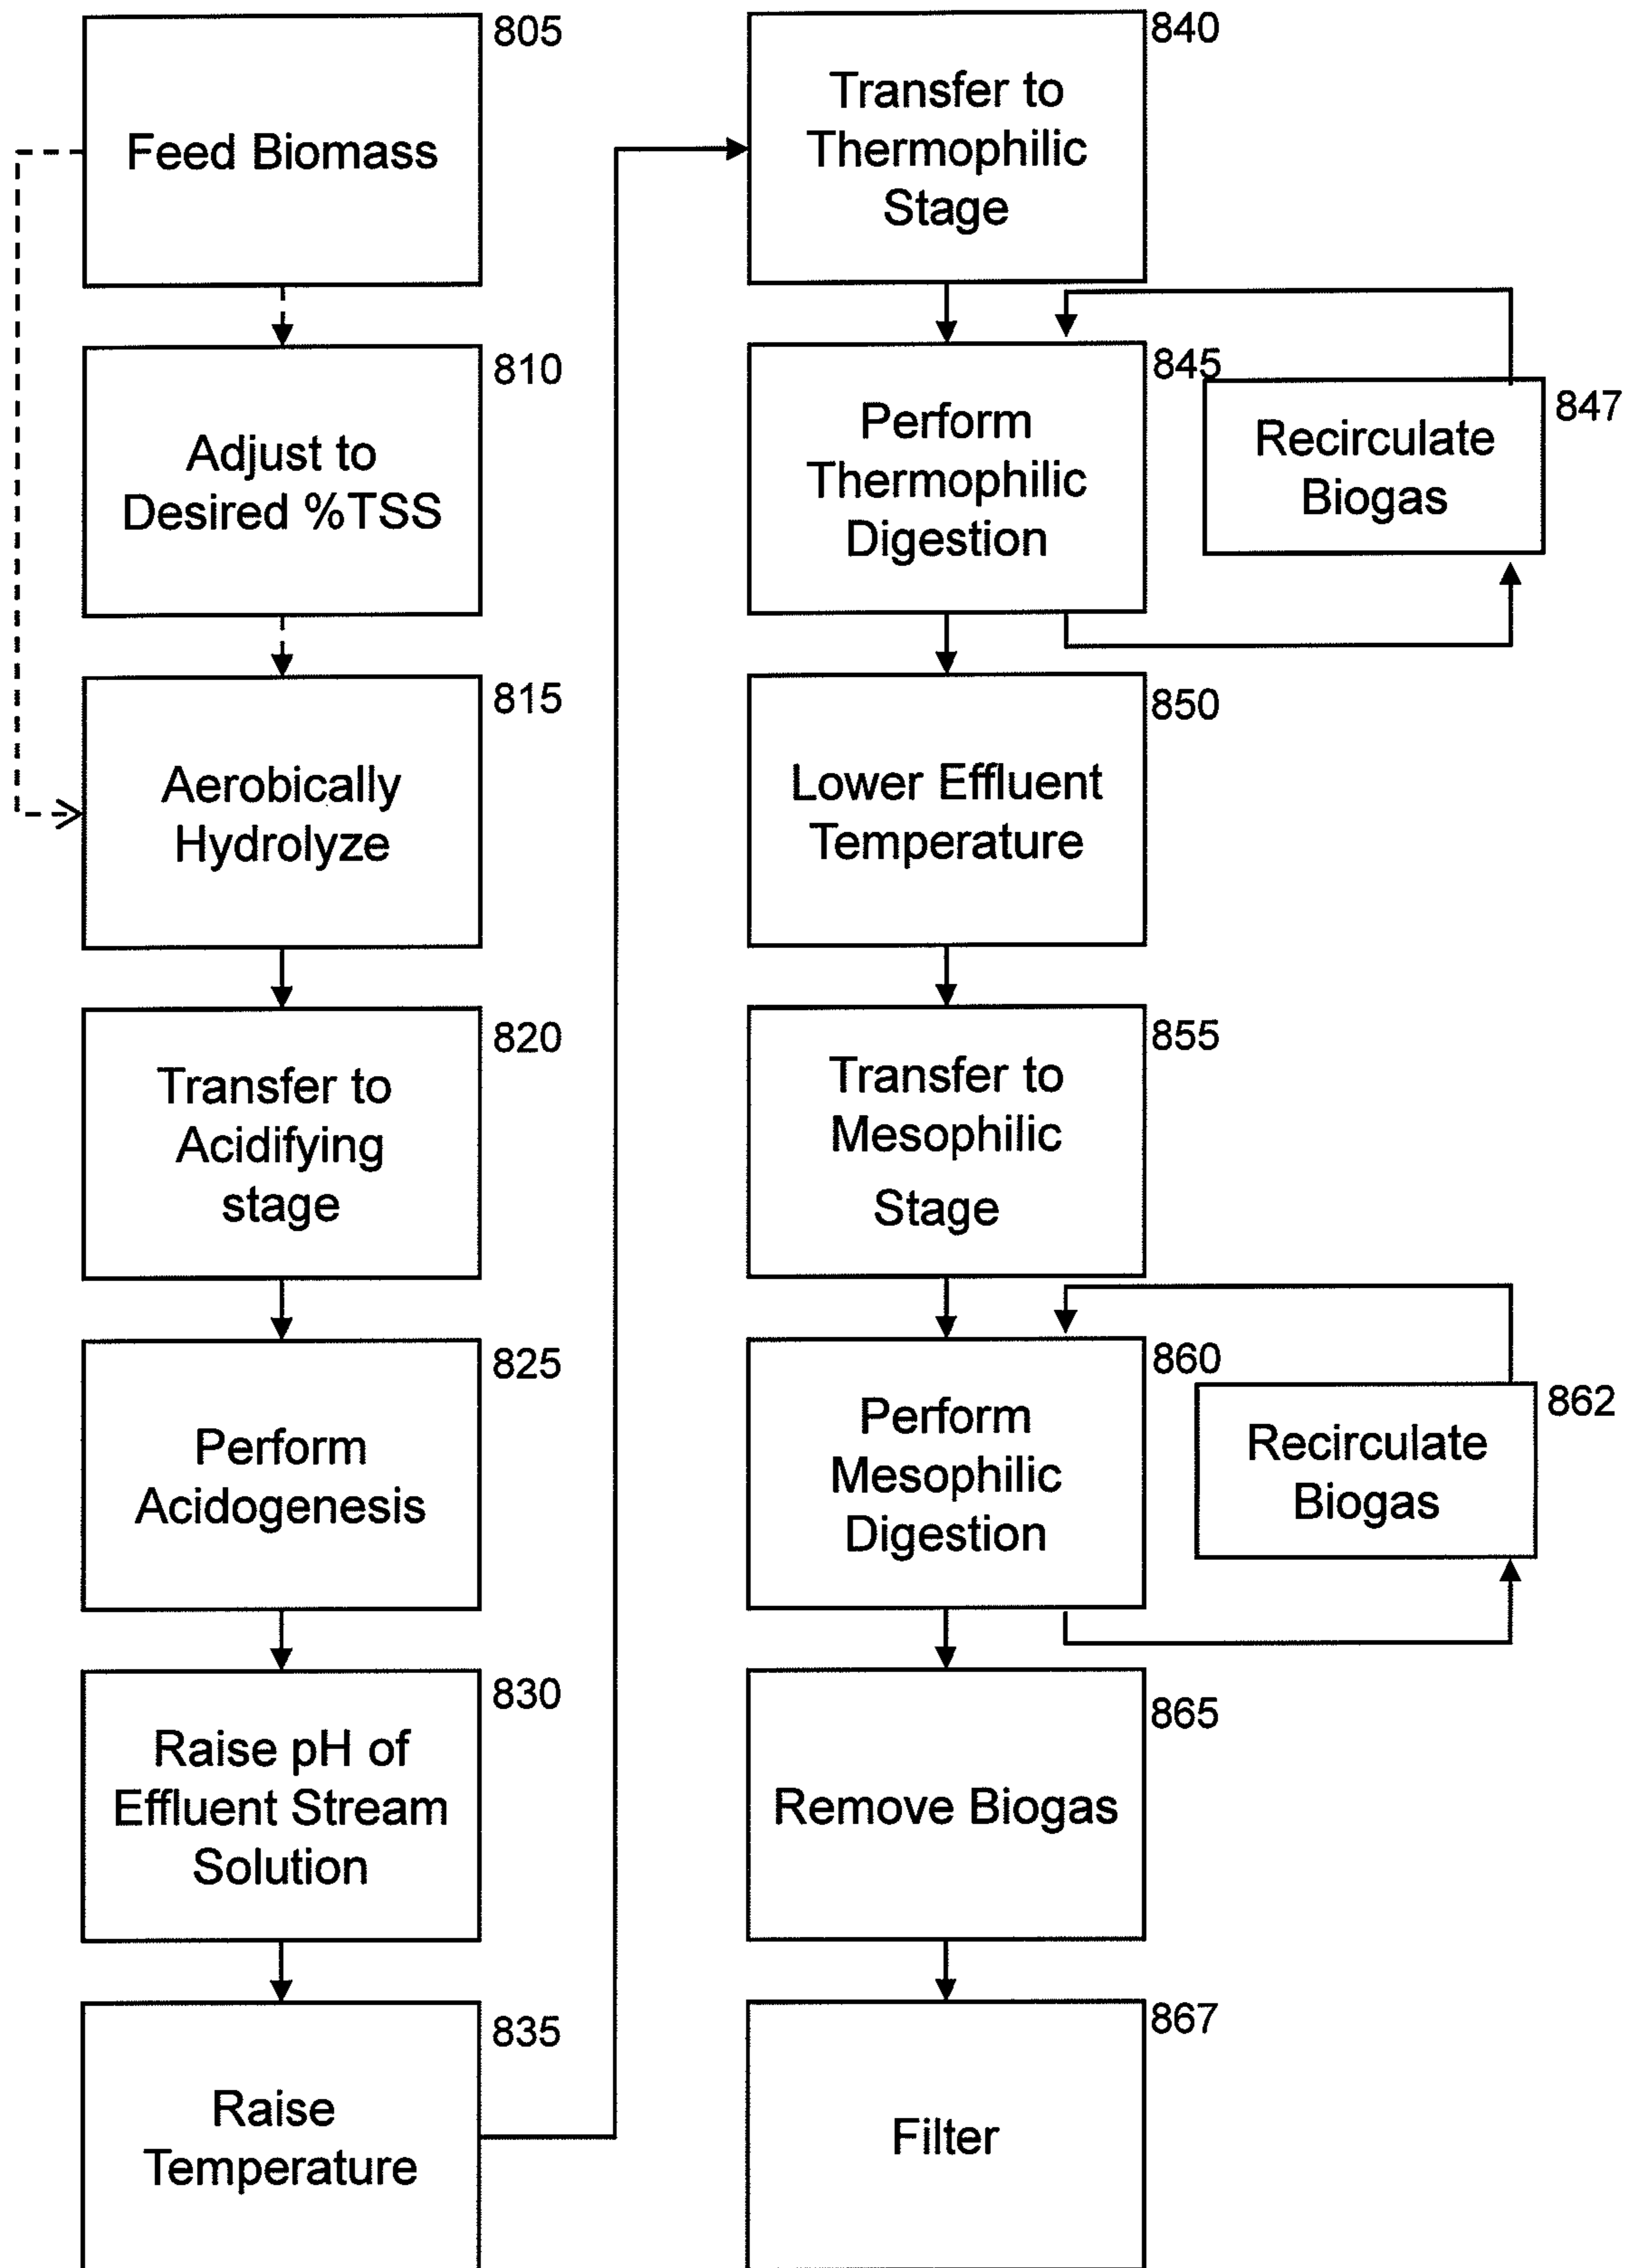 805
Feed Biomass
810
Adjust to
Desired %TSS
815
Aerobically
Hydrolyze
820
Transfer to
Acidifying
stage
825
Perform
Acidogenesis
830
Raise pH of
Effluent Stream
Solution
835
Raise
Temperature
840
Transfer to
Thermophilic
Stage
845
Perform
Thermophilic
Digestion
847
Recirculate
Biogas
850
Lower Effluent
Temperature
855
Transfer to
Mesophilic
Stage
860
Perform
Mesophilic
Digestion
862
Recirculate
Biogas
865
Remove Biogas
867
Filter